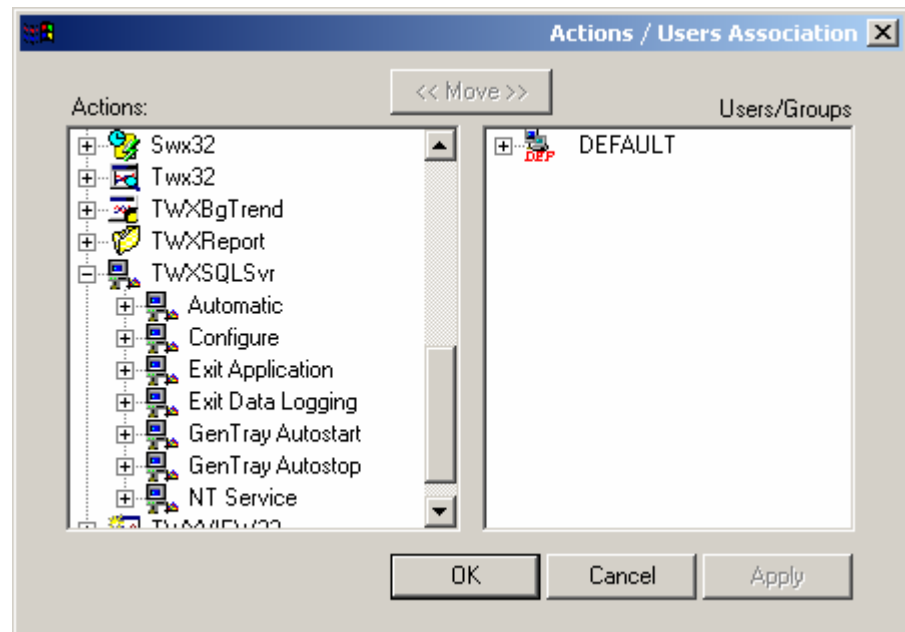 Actions / Users Association
<< Move >>
Actions:
Users/Groups
Swx32
Twx32
TWXBgTrend
TWXReport
TWXSQLSvr
Automatic
Configure
Exit Application
Exit Data Logging
GenTray Autostart
GenTray Autostop
NT Service
DEFAULT
DEF
OK
Cancel
Apply